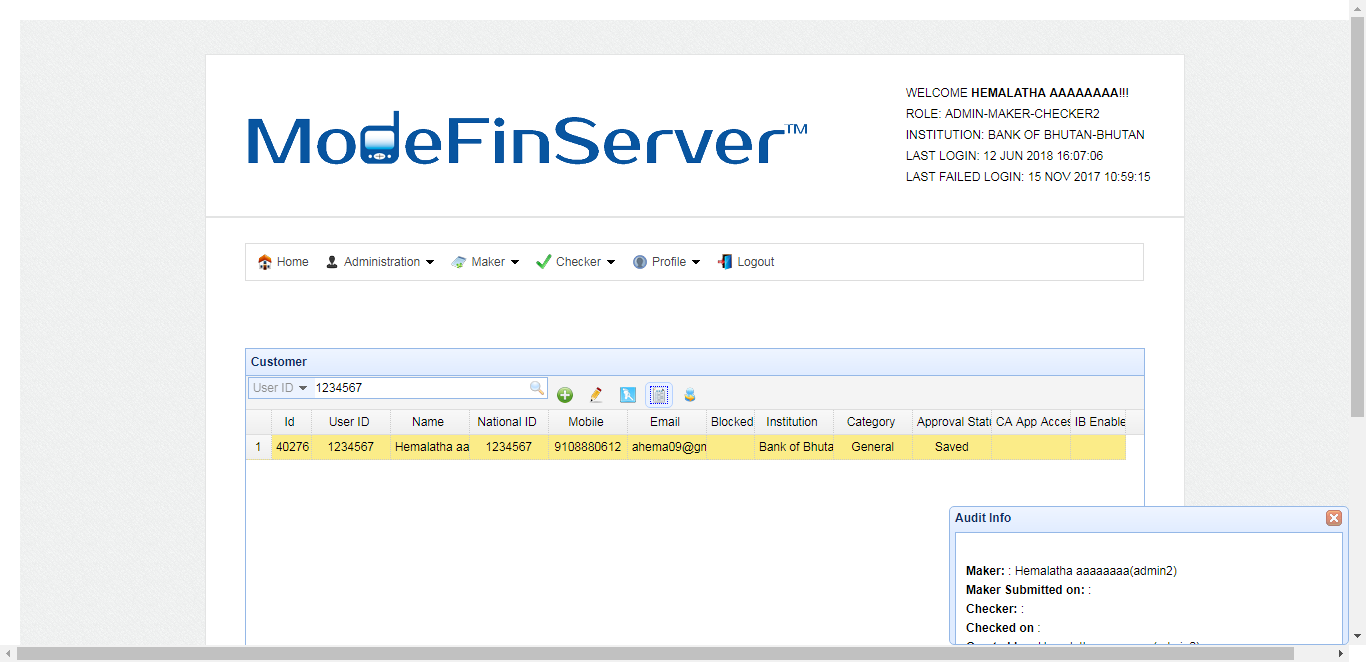 WELCOME HEMALATHA AAAAAAAA!!!
ModeFinServer™
ROLE: ADMIN-MAKER-CHECKER2
INSTITUTION: BANK OF BHUTAN-BHUTAN
LAST LOGIN: 12 JUN 2018 16:07:06
LAST FAILED LOGIN: 15 NOV 2017 10:59:15
Home Administration Maker Checker Profile Logout
Customer
User ID 1234567
Id User ID Name National ID Mobile Email Blocked Institution Category Approval Statu CA App Acces IB Enable
1 40276 1234567 Hemalatha aa 1234567 9108880612 ahema09@gm Bank of Bhuta General Saved
Audit Info
Maker: : Hemalatha aaaaaaaa(admin2)
Maker Submitted on: :
Checker: :
Checked on :